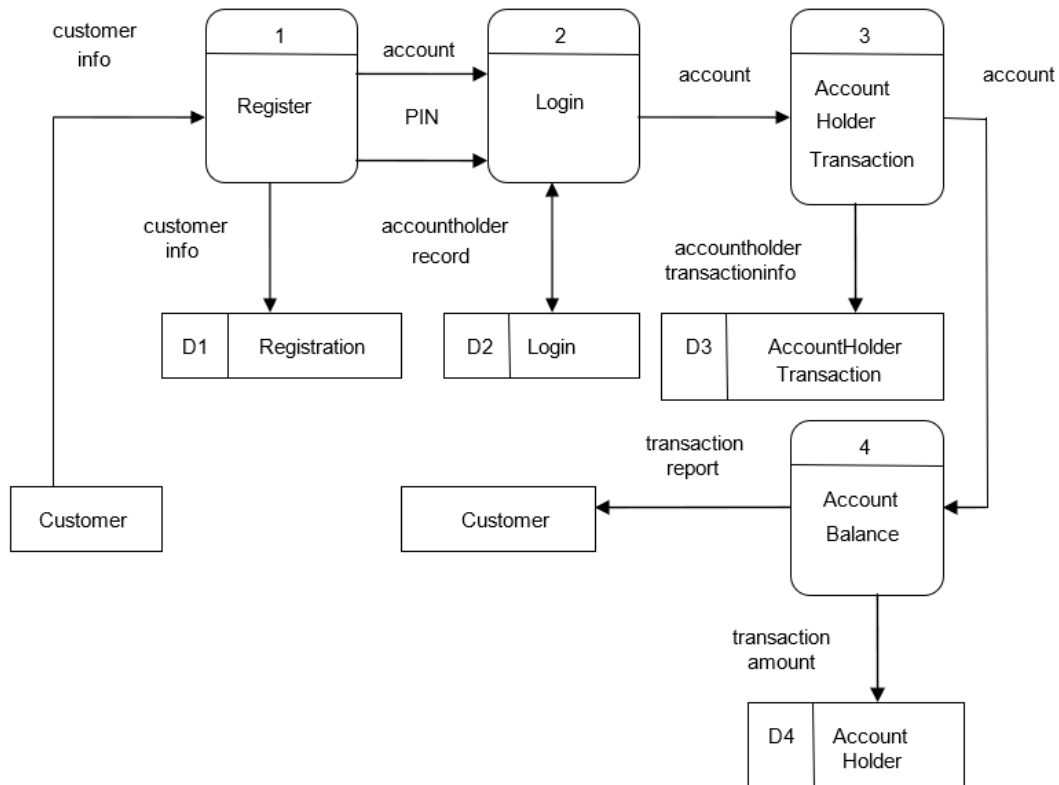 customer
info
1
Register
account
PIN
2
Login
account
3
Account
Holder
Transaction
account
customer
info
accountholder
record
accountholder
transactioninfo
D1 Registration
D2 Login
D3 AccountHolder
Transaction
transaction
report
4
Account
Balance
Customer
Customer
transaction
amount
D4 Account
Holder